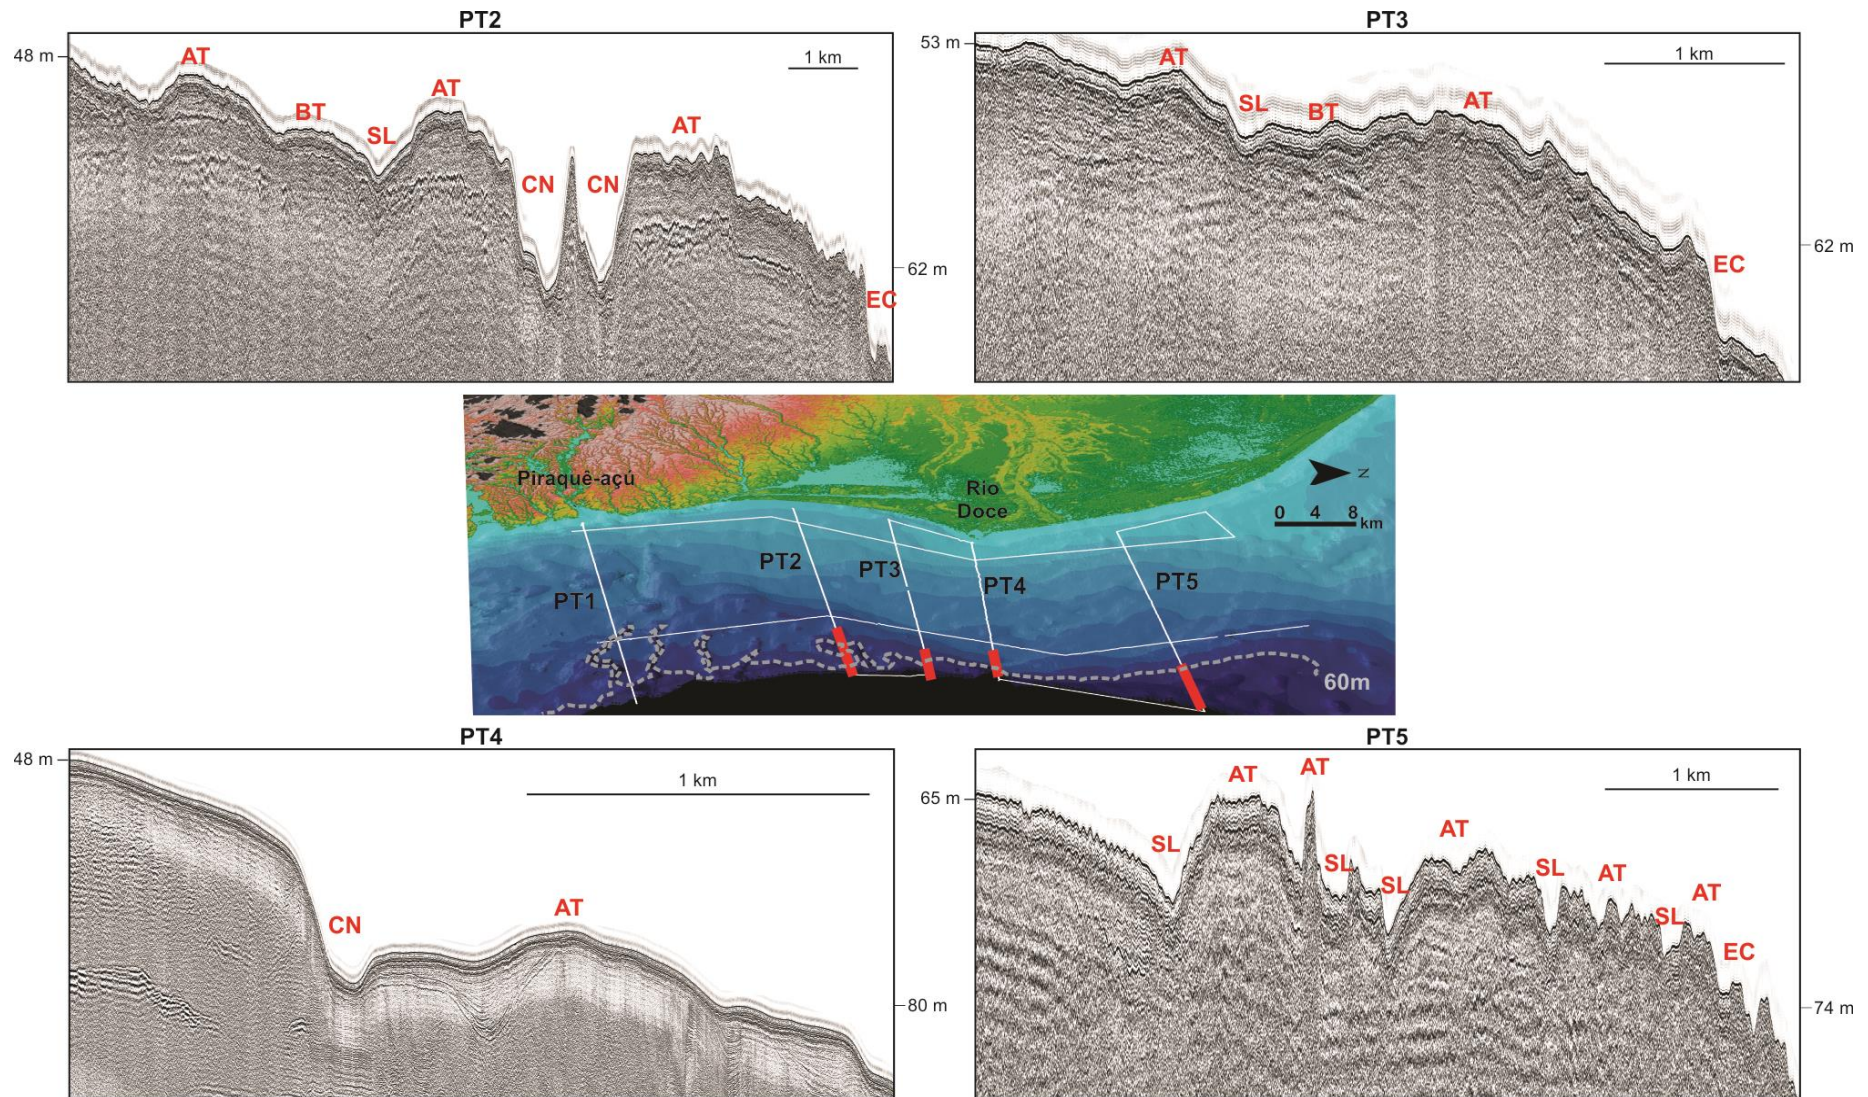 PT2
48 m
1 km
AT
BT
SL
AT
CN
CN
AT
62 m
EC
PT3
53 m
1 km
AT
SL
BT
AT
62 m
EC
Piraquê-açú
Rio
Doce
N
0 4 8 km
PT1
PT2
PT3
PT4
PT5
60m
PT4
48 m
1 km
CN
AT
80 m
PT5
65 m
1 km
AT
AT
SL
SL
SL
AT
SL
AT
SL
AT
EC
74 m